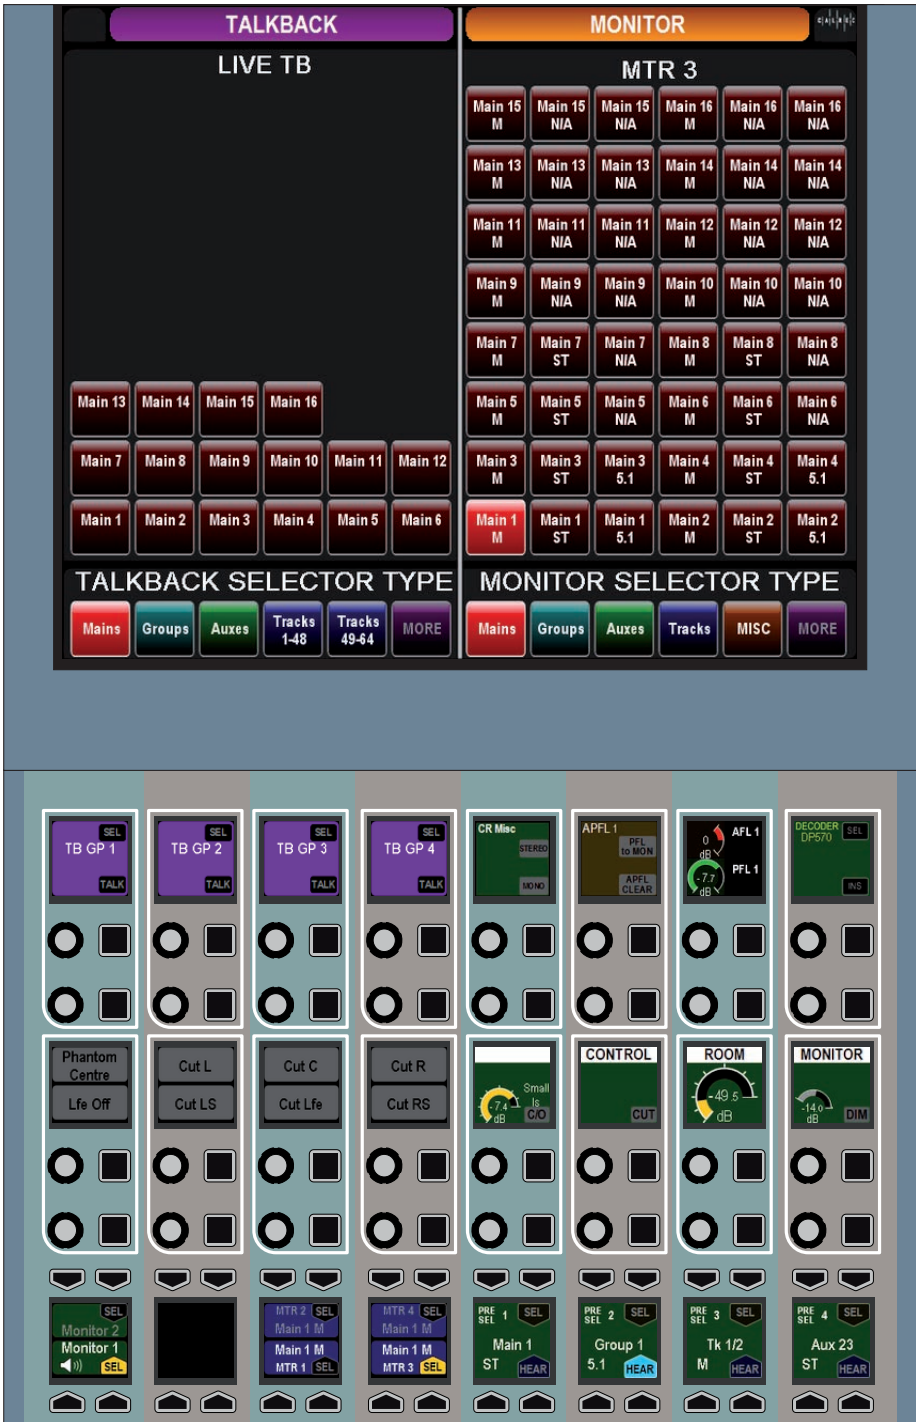 TALKBACK
MONITOR
CALREC
LIVE TB
MTR 3
Main 15 Main 15 Main 15 Main 16 Main 16 Main 16
M N/A N/A M N/A N/A
Main 13 Main 13 Main 13 Main 14 Main 14 Main 14
M N/A N/A M N/A N/A
Main 11 Main 11 Main 11 Main 12 Main 12 Main 12
M N/A N/A M N/A N/A
Main 9 Main 9 Main 9 Main 10 Main 10 Main 10
M N/A N/A M N/A N/A
Main 7 Main 7 Main 7 Main 8 Main 8 Main 8
M ST N/A M ST N/A
Main 13 Main 14 Main 15 Main 16
Main 5 Main 5 Main 5 Main 6 Main 6 Main 6
M ST N/A M ST N/A
Main 7 Main 8 Main 9 Main 10 Main 11 Main 12
Main 3 Main 3 Main 3 Main 4 Main 4 Main 4
M ST 5.1 M ST 5.1
Main 1 Main 2 Main 3 Main 4 Main 5 Main 6
Main 1 Main 1 Main 1 Main 2 Main 2 Main 2
M ST 5.1 M ST 5.1
TALKBACK SELECTOR TYPE
MONITOR SELECTOR TYPE
Mains Groups Auxes Tracks 1-48 Tracks 49-64 MORE
Mains Groups Auxes Tracks MISC MORE
SEL
TB GP 1
TALK
SEL
TB GP 2
TALK
SEL
TB GP 3
TALK
SEL
TB GP 4
TALK
CR Misc
STEREO
MONO
APFL 1
PFL
to MON
APFL
CLEAR
0
dB
AFL 1
-7.7
dB
PFL 1
DECODER
DP570
SEL
INS
Phantom
Centre
Lfe Off
Cut L
Cut LS
Cut C
Cut Lfe
Cut R
Cut RS
Small
ls
-7.4
dB
C/O
CONTROL
CUT
ROOM
-49.5
dB
MONITOR
-14.0
dB
DIM
SEL
Monitor 2
Monitor 1
SEL
MTR 2 SEL
Main 1 M
Main 1 M
MTR 1 SEL
MTR 4 SEL
Main 1 M
Main 1 M
MTR 3 SEL
PRE
SEL 1 SEL
Main 1
ST HEAR
PRE
SEL 2 SEL
Group 1
5.1 HEAR
PRE
SEL 3 SEL
Tk 1/2
M HEAR
PRE
SEL 4 SEL
Aux 23
ST HEAR